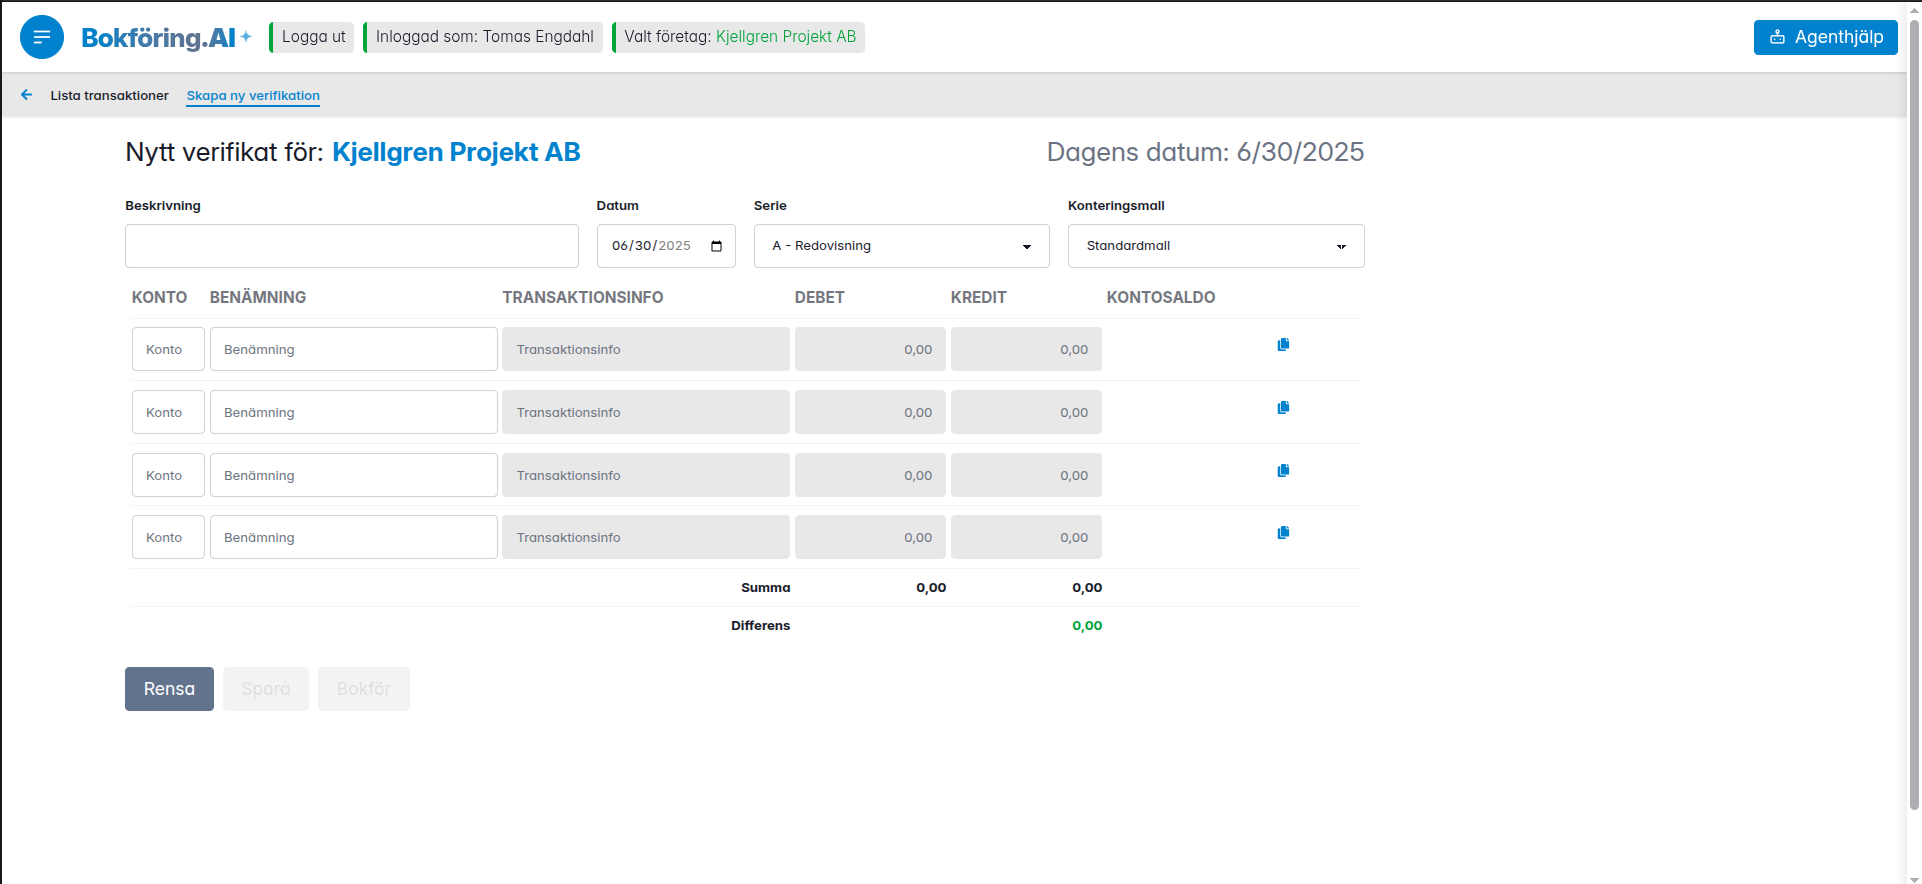 Bokföring.AI
Logga ut
Inloggad som: Tomas Engdahl
Valt företag: Kjellgren Projekt AB
Agenthjälp
Lista transaktioner
Skapa ny verifikation
Nytt verifikat för: Kjellgren Projekt AB
Dagens datum: 6/30/2025
Beskrivning
Datum
Serie
Konteringsmall
06/30/2025
A - Redovisning
Standardmall
KONTO BENÄMNING TRANSAKTIONSINFO DEBET KREDIT KONTOSALDO
Konto Benämning Transaktionsinfo 0,00 0,00
Konto Benämning Transaktionsinfo 0,00 0,00
Konto Benämning Transaktionsinfo 0,00 0,00
Konto Benämning Transaktionsinfo 0,00 0,00
Summa 0,00 0,00
Differens 0,00
Rensa
Spara
Bokför